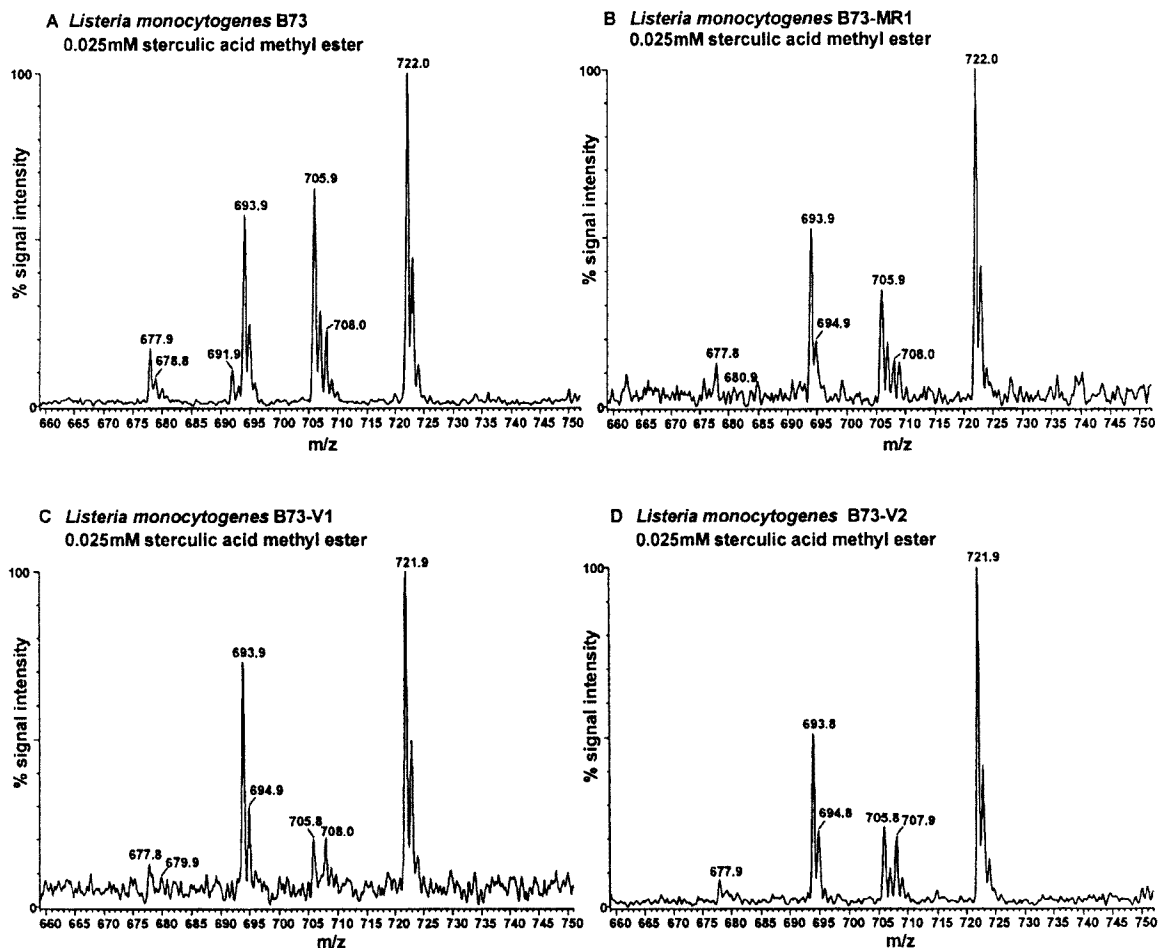 A Listeria monocytogenes B73
0.025mM sterculic acid methyl ester
% signal intensity
100
0
722.0
705.9
693.9
708.0
677.9
678.8
691.9
660 665 670 675 680 685 690 695 700 705 710 715 720 725 730 735 740 745 750
m/z
B Listeria monocytogenes B73-MR1
0.025mM sterculic acid methyl ester
% signal intensity
100
0
722.0
693.9
705.9
694.9
708.0
677.8
680.9
660 665 670 675 680 685 690 695 700 705 710 715 720 725 730 735 740 745 750
m/z
C Listeria monocytogenes B73-V1
0.025mM sterculic acid methyl ester
% signal intensity
100
0
721.9
693.9
694.9
705.8
708.0
677.8
679.9
660 665 670 675 680 685 690 695 700 705 710 715 720 725 730 735 740 745 750
m/z
D Listeria monocytogenes B73-V2
0.025mM sterculic acid methyl ester
% signal intensity
100
0
721.9
693.8
694.8
705.8
707.9
677.9
660 665 670 675 680 685 690 695 700 705 710 715 720 725 730 735 740 745 750
m/z